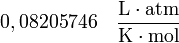 0,08205746 L · atm / K · mol